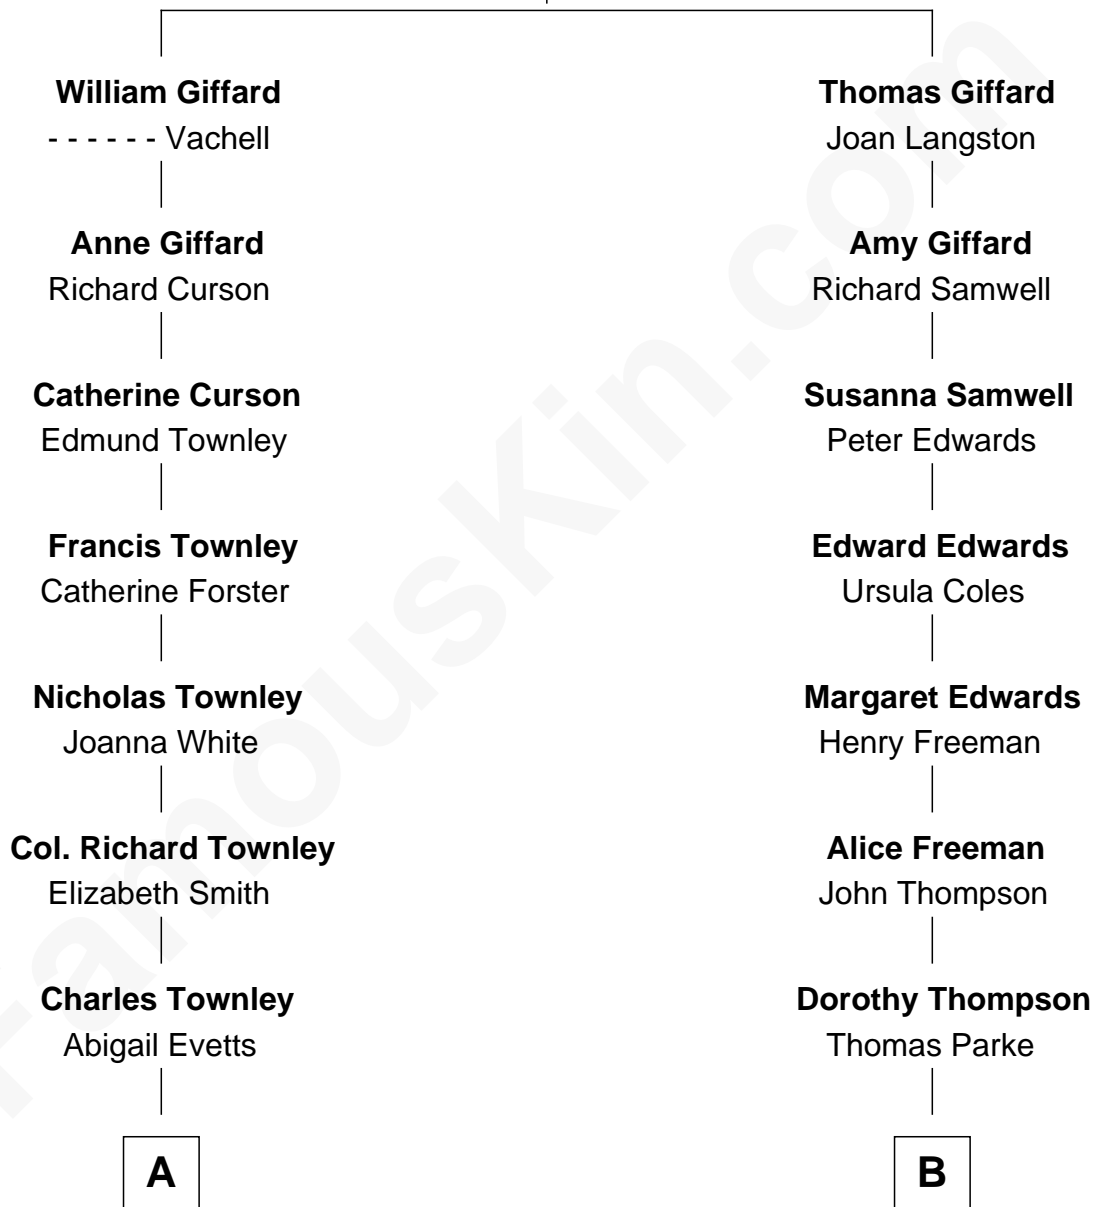 William Giffard
- - - - - - Vachell
Anne Giffard
Richard Curson
Catherine Curson
Edmund Townley
Francis Townley
Catherine Forster
Nicholas Townley
Joanna White
Col. Richard Townley
Elizabeth Smith
Charles Townley
Abigail Evetts
A
Thomas Giffard
Joan Langston
Amy Giffard
Richard Samwell
Susanna Samwell
Peter Edwards
Edward Edwards
Ursula Coles
Margaret Edwards
Henry Freeman
Alice Freeman
John Thompson
Dorothy Thompson
Thomas Parke
B
FamousKin.com